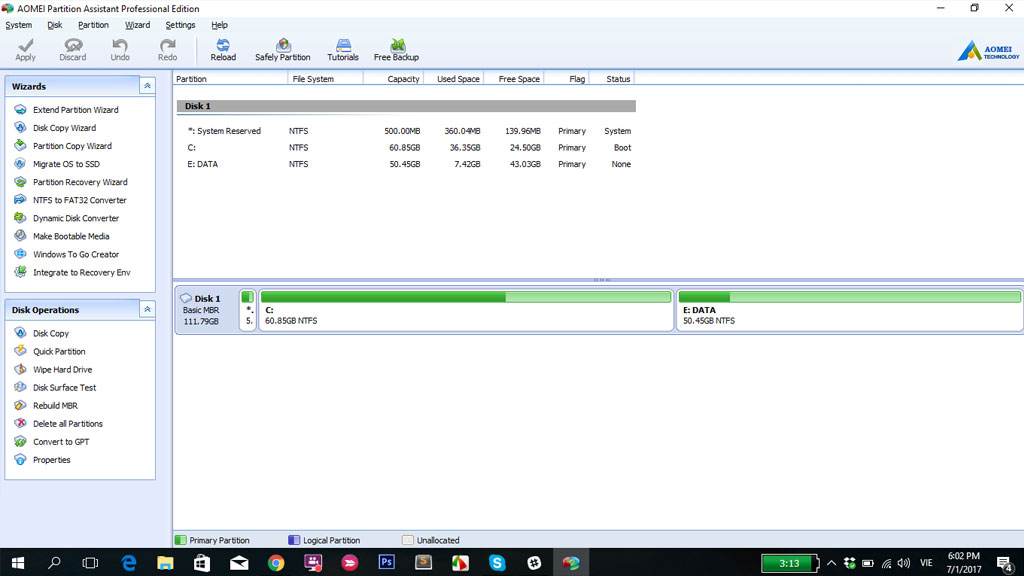 AOMEI Partition Assistant Professional Edition
System Disk Partition Wizard Settings Help
Apply Discard Undo Redo Reload Safely Partition Tutorials Free Backup
AOMEI
TECHNOLOGY
Wizards
Extend Partition Wizard
Disk Copy Wizard
Partition Copy Wizard
Migrate OS to SSD
Partition Recovery Wizard
NTFS to FAT32 Converter
Dynamic Disk Converter
Make Bootable Media
Windows To Go Creator
Integrate to Recovery Env
Disk Operations
Disk Copy
Quick Partition
Wipe Hard Drive
Disk Surface Test
Rebuild MBR
Delete all Partitions
Convert to GPT
Properties
Partition File System Capacity Used Space Free Space Flag Status
Disk 1
*: System Reserved NTFS 500.00MB 360.04MB 139.96MB Primary System
C: NTFS 60.85GB 36.35GB 24.50GB Primary Boot
E: DATA NTFS 50.45GB 7.42GB 43.03GB Primary None
Disk 1
Basic MBR
111.79GB
*.
5.
C:
60.85GB NTFS
E: DATA
50.45GB NTFS
Primary Partition Logical Partition Unallocated
Ps S 3:13 VIE
6:02 PM
7/1/2017
4